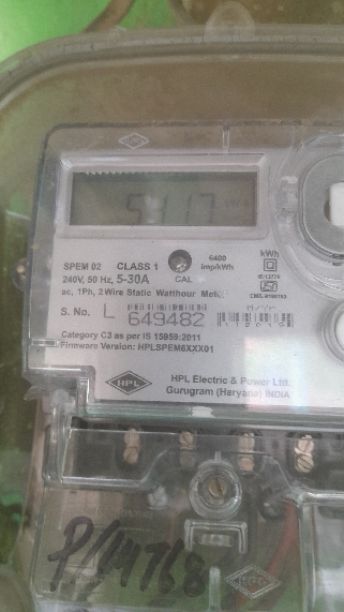 HPL
SPEM 02 CLASS 1
240V, 50 Hz, 5-30A CAL 6400 imp/kWh kWh
ac, 1Ph, 2 Wire Static Watthour Meter
S. No. L 649482
Category C3 as per IS 15959:2011
Firmware Version: HPLSPEM6XXX01
HPL
HPL Electric & Power Ltd.
Gurugram (Haryana) INDIA
HPL